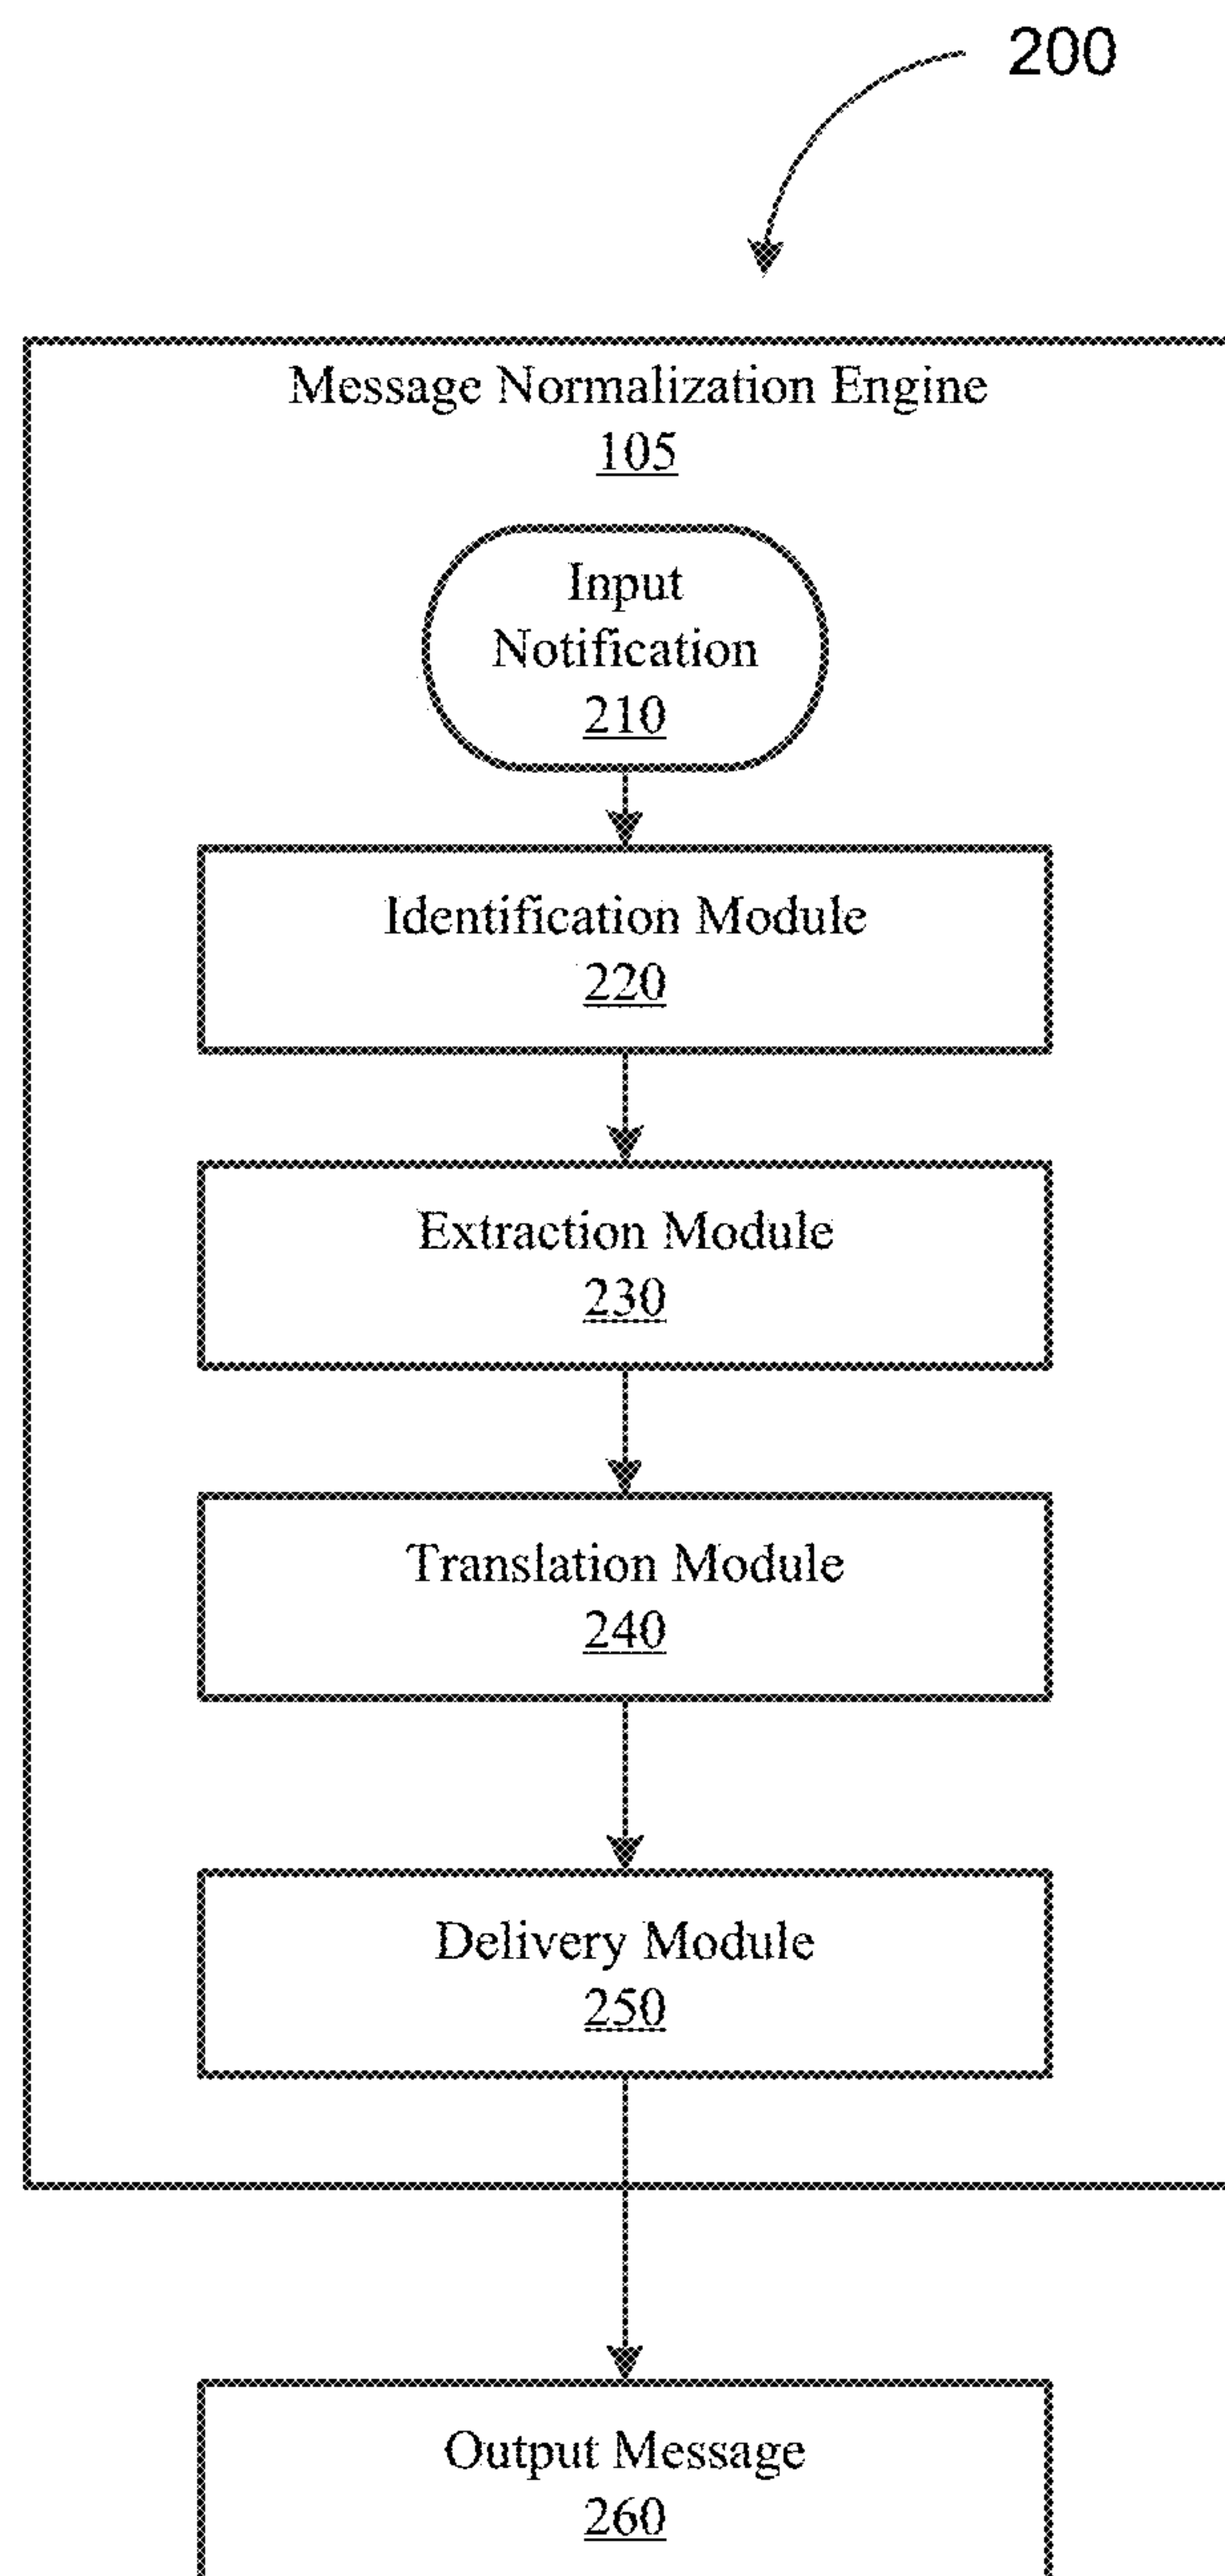 200
Message Normalization Engine
105
Input
Notification
210
Identification Module
220
Extraction Module
230
Translation Module
240
Delivery Module
250
Output Message
260